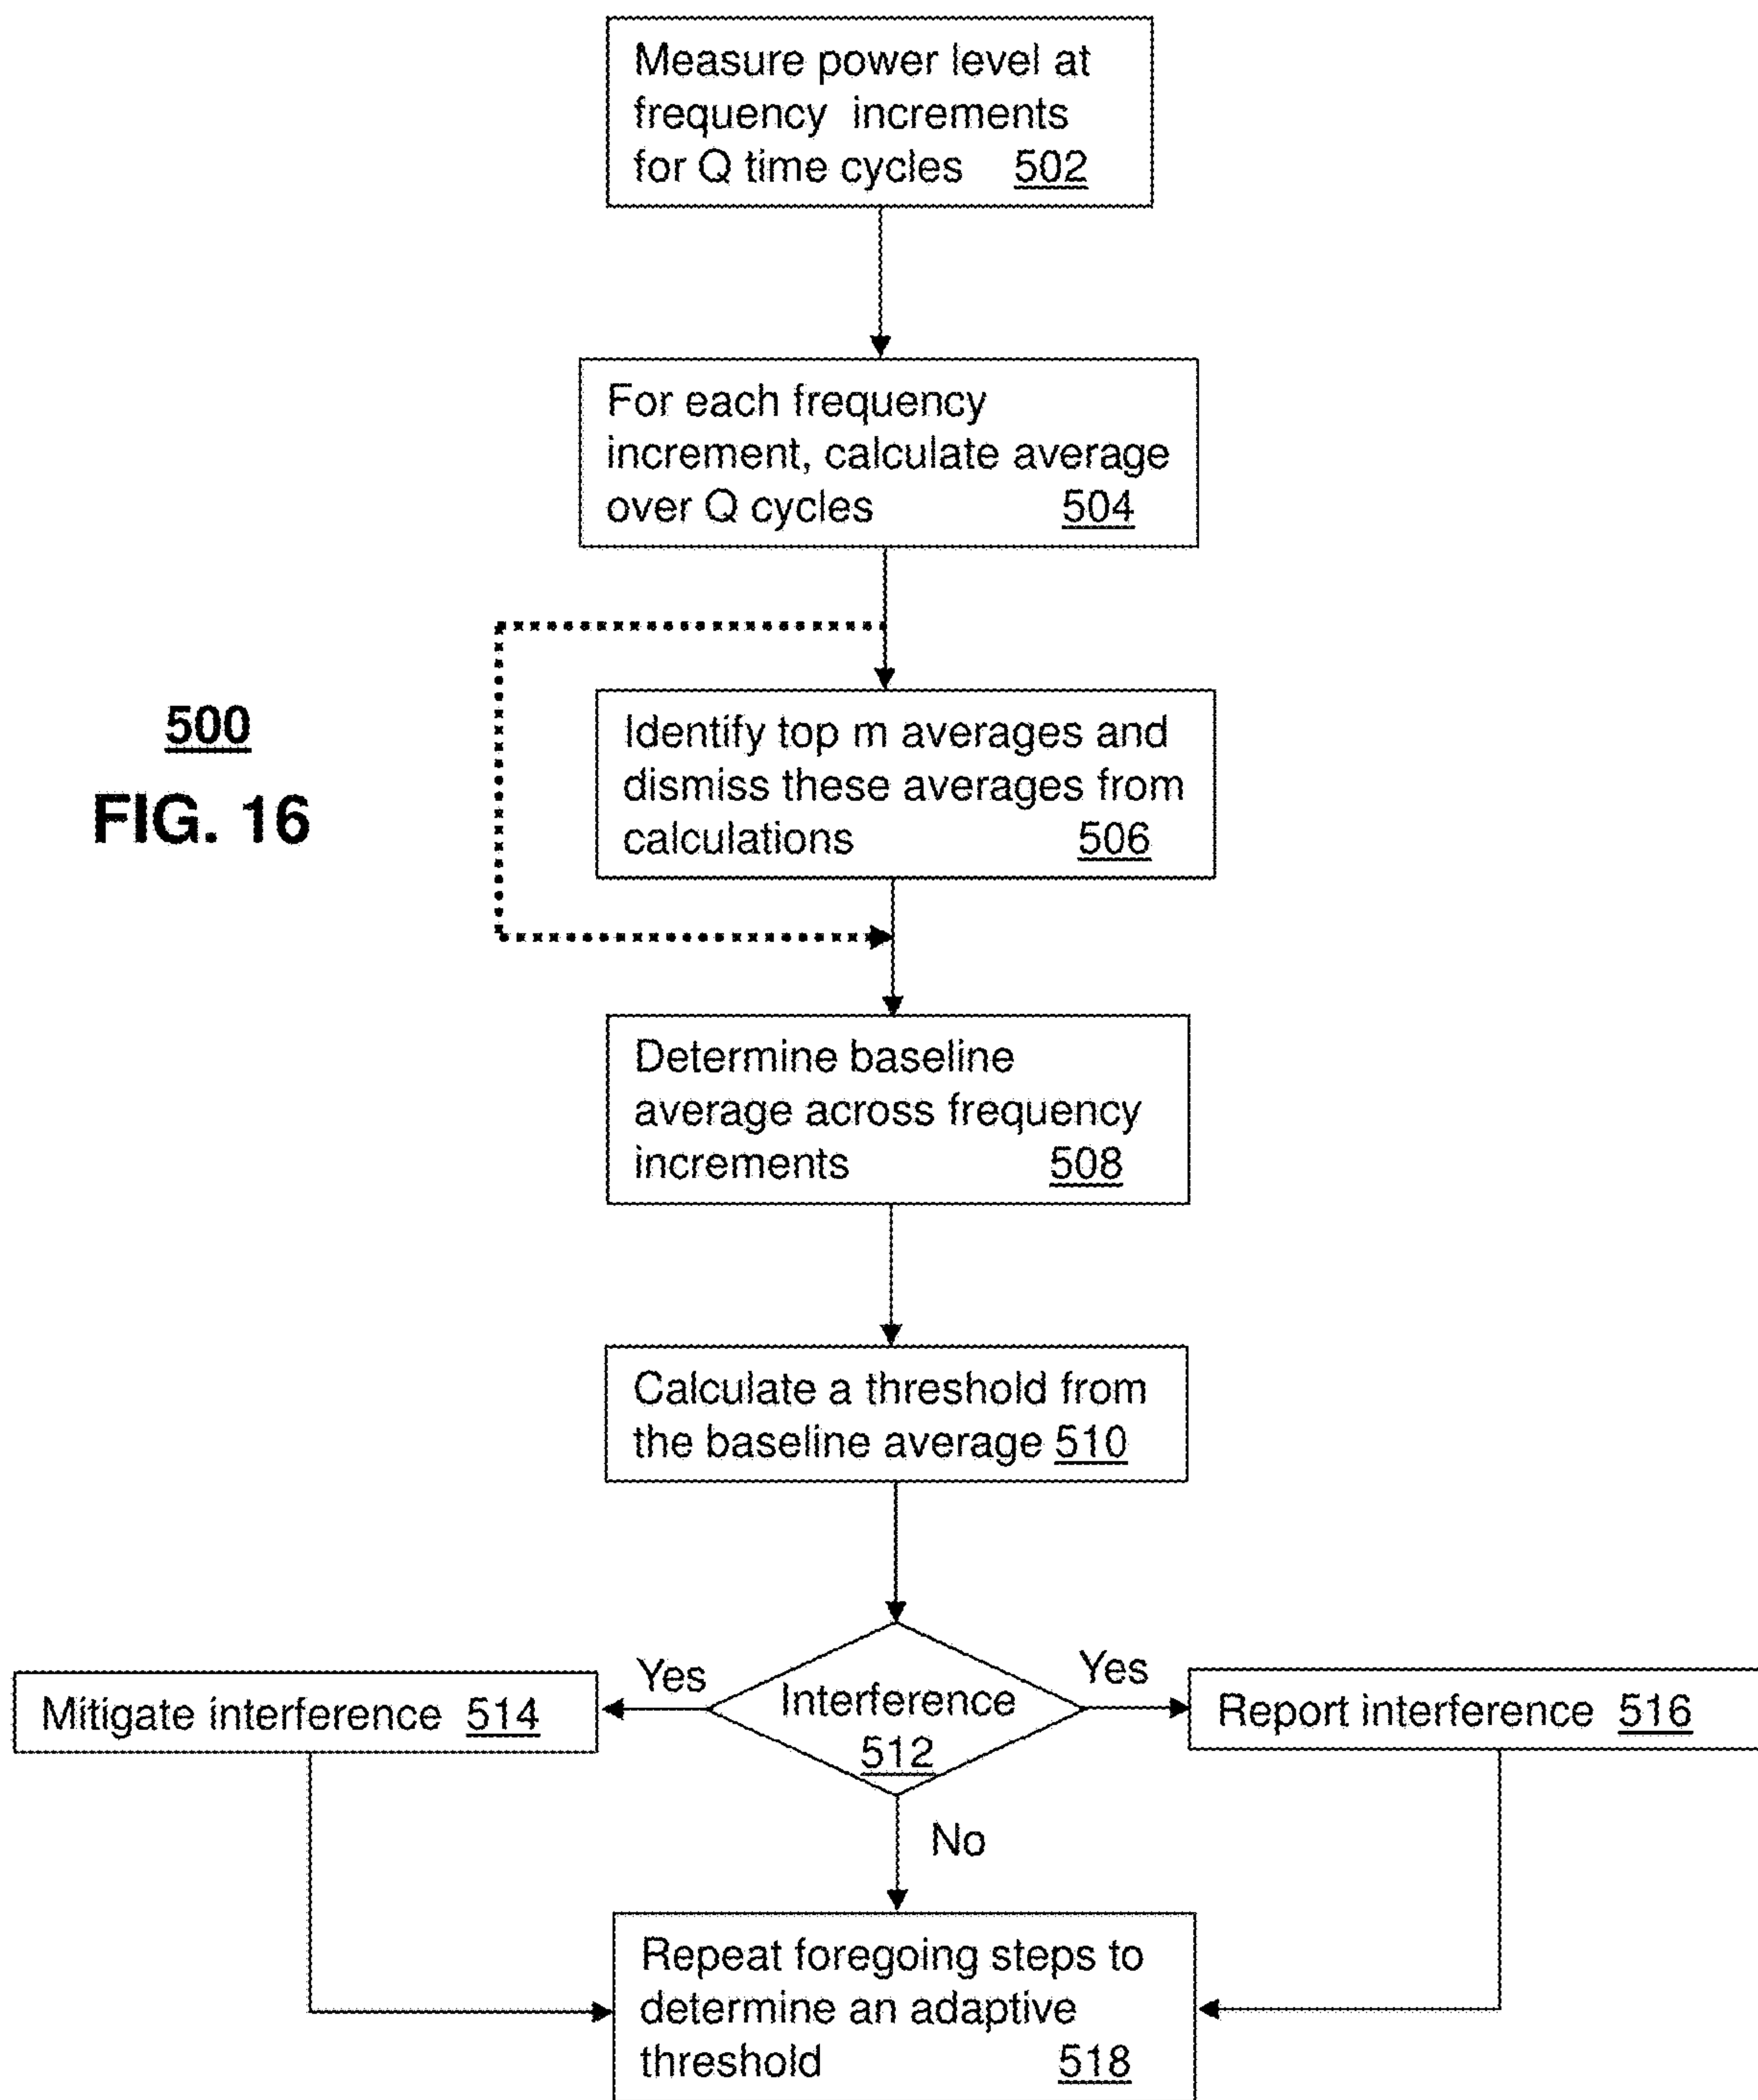 Measure power level at
frequency increments
for Q time cycles 502
For each frequency
increment, calculate average
over Q cycles 504
500
FIG. 16
Identify top m averages and
dismiss these averages from
calculations 506
Determine baseline
average across frequency
increments 508
Calculate a threshold from
the baseline average 510
Yes
Yes
Mitigate interference 514
Interference
512
Report interference 516
No
Repeat foregoing steps to
determine an adaptive
threshold 518